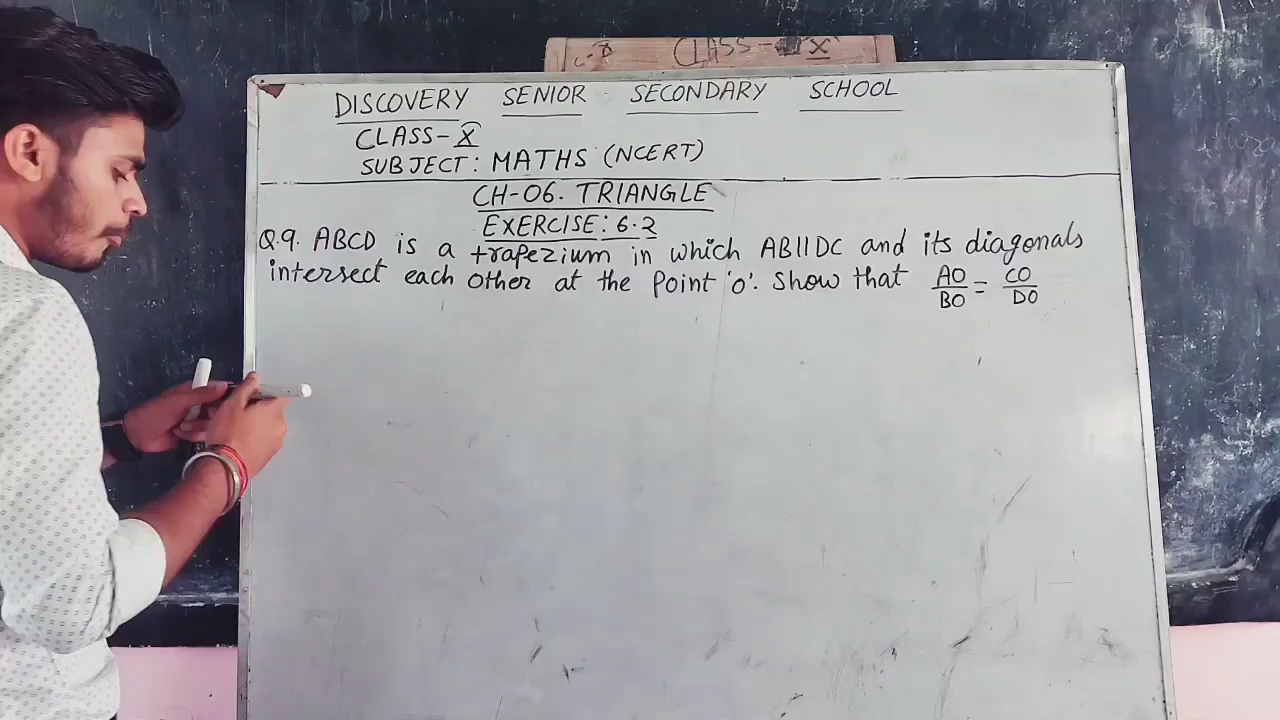 CLASS - X
DISCOVERY SENIOR SECONDARY SCHOOL
CLASS-X
SUBJECT: MATHS (NCERT)
CH-06. TRIANGLE
EXERCISE: 6.2
Q.9. ABCD is a trapezium in which AB||DC and its diagonals
intersect each other at the Point 'O'. Show that AO/BO = CO/DO